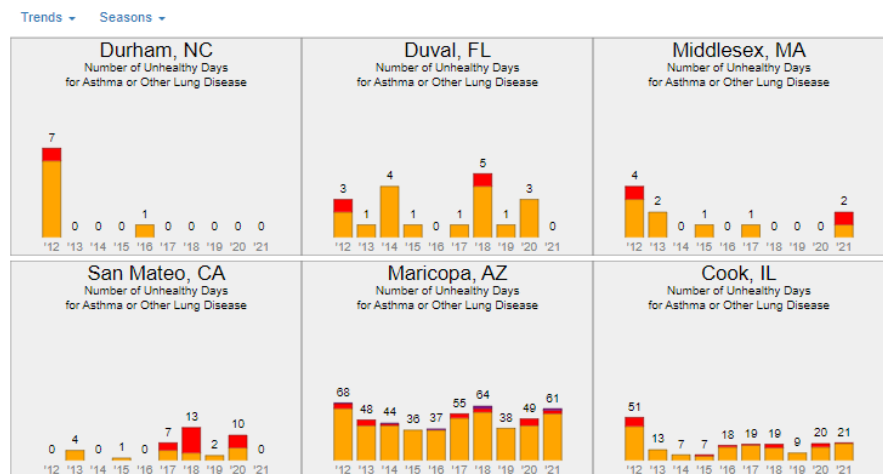 Trends Seasons
Durham, NC
Number of Unhealthy Days
for Asthma or Other Lung Disease
7 0 0 0 1 0 0 0 0 0
'12 '13 '14 '15 '16 '17 '18 '19 '20 '21
Duval, FL
Number of Unhealthy Days
for Asthma or Other Lung Disease
3 1 4 1 0 1 5 1 3 0
'12 '13 '14 '15 '16 '17 '18 '19 '20 '21
Middlesex, MA
Number of Unhealthy Days
for Asthma or Other Lung Disease
4 2 0 1 0 1 0 0 0 2
'12 '13 '14 '15 '16 '17 '18 '19 '20 '21
San Mateo, CA
Number of Unhealthy Days
for Asthma or Other Lung Disease
0 4 0 1 0 7 13 2 10 0
'12 '13 '14 '15 '16 '17 '18 '19 '20 '21
Maricopa, AZ
Number of Unhealthy Days
for Asthma or Other Lung Disease
68 48 44 36 37 55 64 38 49 61
'12 '13 '14 '15 '16 '17 '18 '19 '20 '21
Cook, IL
Number of Unhealthy Days
for Asthma or Other Lung Disease
51 13 7 7 18 19 19 9 20 21
'12 '13 '14 '15 '16 '17 '18 '19 '20 '21